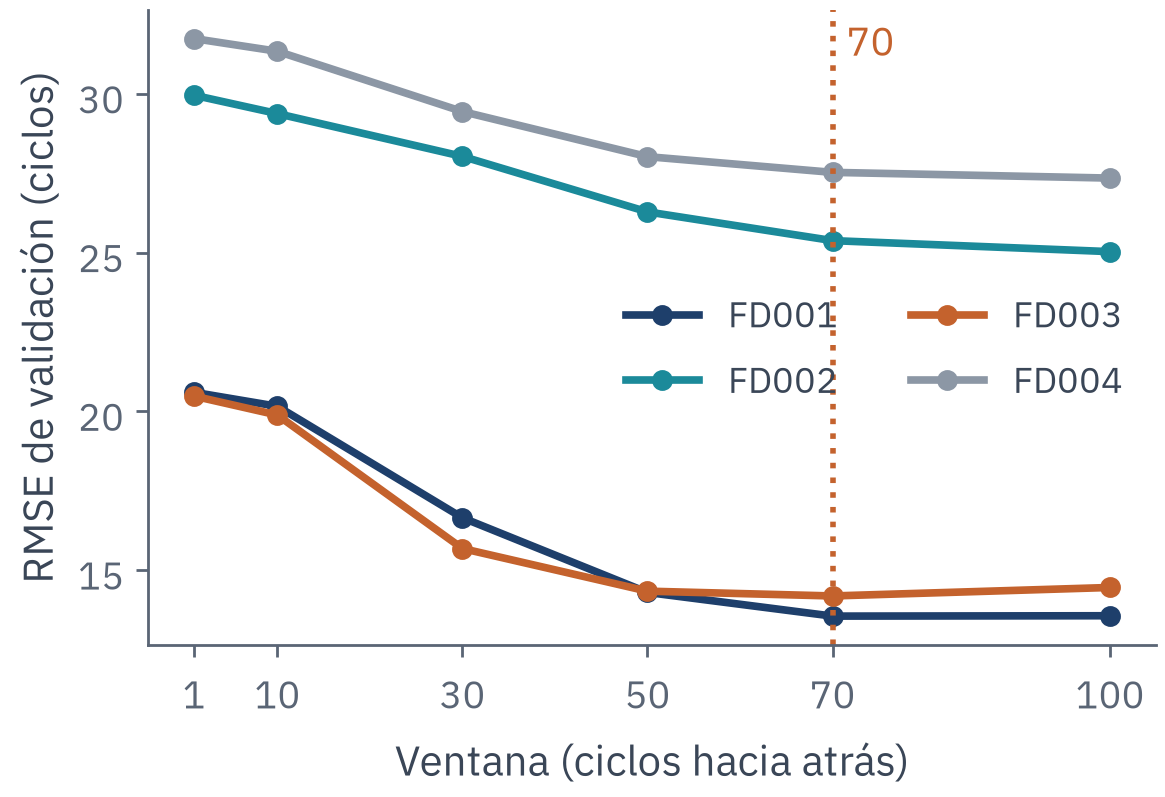 70
30
25
20
15
RMSE de validación (ciclos)
FD001 FD003
FD002 FD004
1 10 30 50 70 100
Ventana (ciclos hacia atrás)